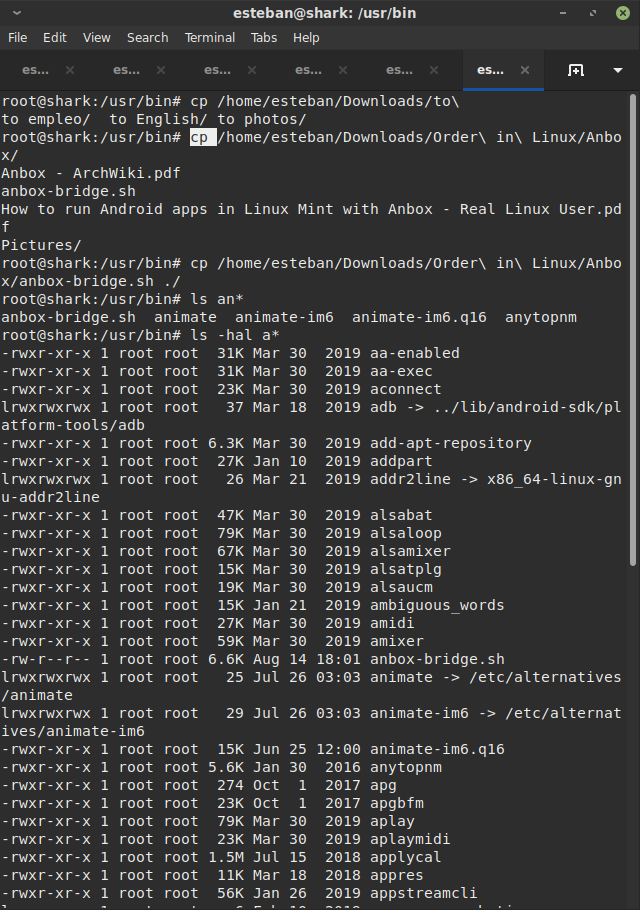 esteban@shark: /usr/bin
File Edit View Search Terminal Tabs Help
es... × es... × es... × es... × es... × es... ×
root@shark:/usr/bin# cp /home/esteban/Downloads/to\
to empleo/  to English/ to photos/
root@shark:/usr/bin# cp /home/esteban/Downloads/Order\ in\ Linux/Anbo
x/
Anbox - ArchWiki.pdf
anbox-bridge.sh
How to run Android apps in Linux Mint with Anbox - Real Linux User.pd
f
Pictures/
root@shark:/usr/bin# cp /home/esteban/Downloads/Order\ in\ Linux/Anbo
x/anbox-bridge.sh ./
root@shark:/usr/bin# ls an*
anbox-bridge.sh  animate  animate-im6  animate-im6.q16  anytopnm
root@shark:/usr/bin# ls -hal a*
-rwxr-xr-x 1 root root  31K Mar 30  2019 aa-enabled
-rwxr-xr-x 1 root root  31K Mar 30  2019 aa-exec
-rwxr-xr-x 1 root root  23K Mar 30  2019 aconnect
lrwxrwxrwx 1 root root   37 Mar 18  2019 adb -> ../lib/android-sdk/pl
atform-tools/adb
-rwxr-xr-x 1 root root 6.3K Mar 30  2019 add-apt-repository
-rwxr-xr-x 1 root root  27K Jan 10  2019 addpart
lrwxrwxrwx 1 root root   26 Mar 21  2019 addr2line -> x86_64-linux-gn
u-addr2line
-rwxr-xr-x 1 root root  47K Mar 30  2019 alsabat
-rwxr-xr-x 1 root root  79K Mar 30  2019 alsaloop
-rwxr-xr-x 1 root root  67K Mar 30  2019 alsamixer
-rwxr-xr-x 1 root root  15K Mar 30  2019 alsatplg
-rwxr-xr-x 1 root root  19K Mar 30  2019 alsaucm
-rwxr-xr-x 1 root root  15K Jan 21  2019 ambiguous_words
-rwxr-xr-x 1 root root  27K Mar 30  2019 amidi
-rwxr-xr-x 1 root root  59K Mar 30  2019 amixer
-rw-r--r-- 1 root root 6.6K Aug 14 18:01 anbox-bridge.sh
lrwxrwxrwx 1 root root   25 Jul 26 03:03 animate -> /etc/alternatives
/animate
lrwxrwxrwx 1 root root   29 Jul 26 03:03 animate-im6 -> /etc/alternat
ives/animate-im6
-rwxr-xr-x 1 root root  15K Jun 25 12:00 animate-im6.q16
-rwxr-xr-x 1 root root 5.6K Jan 30  2016 anytopnm
-rwxr-xr-x 1 root root  274 Oct  1  2017 apg
-rwxr-xr-x 1 root root  23K Oct  1  2017 apgbfm
-rwxr-xr-x 1 root root  79K Mar 30  2019 aplay
-rwxr-xr-x 1 root root  23K Mar 30  2019 aplaymidi
-rwxr-xr-x 1 root root 1.5M Jul 15  2018 applycal
-rwxr-xr-x 1 root root  11K Mar 18  2018 appres
-rwxr-xr-x 1 root root  56K Jan 26  2019 appstreamcli